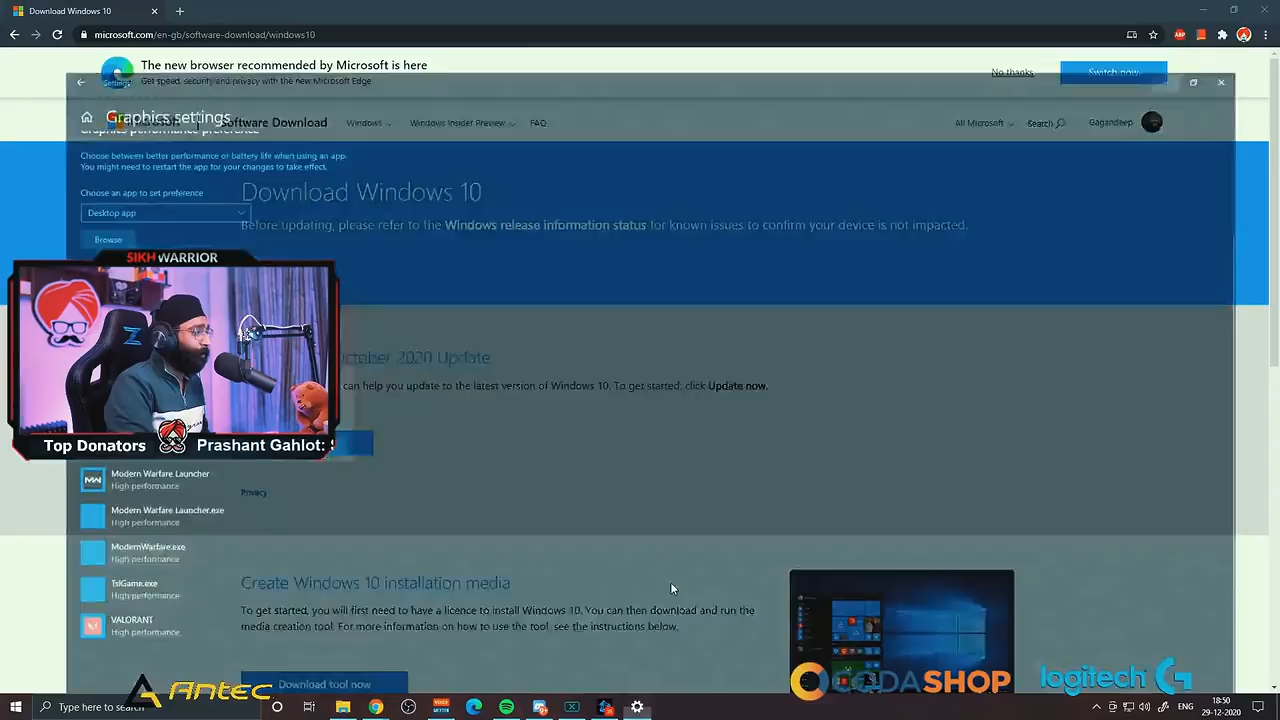 Download Windows 10
microsoft.com/en-gb/software-download/windows10
ABP
The new browser recommended by Microsoft is here
Get speed, security and privacy with the new Microsoft Edge
No thanks
Switch now
Settings
Graphics settings
Software Download
Windows
Windows Insider Preview
FAQ
All Microsoft
Search
Gagandeep
Graphics performance preference
Choose between better performance or battery life when using an app.
You might need to restart the app for your changes to take effect.
Choose an app to set preference
Desktop app
Browse
Download Windows 10
Before updating, please refer to the Windows release information status for known issues to confirm your device is not impacted.
SIKHWARRIOR
October 2020 Update
can help you update to the latest version of Windows 10. To get started, click Update now.
Top Donators
Prashant Gahlot:
Modern Warfare Launcher
High performance
Privacy
Modern Warfare Launcher.exe
High performance
ModernWarfare.exe
High performance
TslGame.exe
High performance
VALORANT
High performance
Create Windows 10 installation media
To get started, you will first need to have a licence to install Windows 10. You can then download and run the
media creation tool. For more information on how to use the tool, see the instructions below.
Download tool now
ANTEC
CODASHOP
logitech G
Type here to search
ENG
18:50
29-12-2020